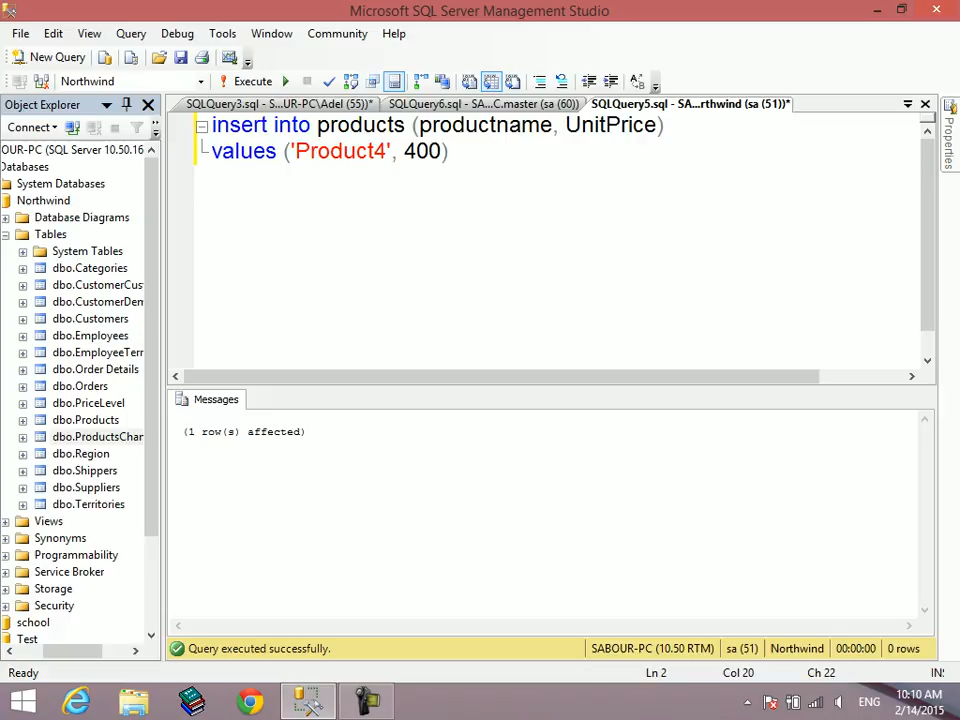 Microsoft SQL Server Management Studio
File Edit View Query Debug Tools Window Community Help
New Query
Northwind Execute
Object Explorer
SQLQuery3.sql - S...UR-PC\Adel (55))*
SQLQuery6.sql - SA...C.master (sa (60))
SQLQuery5.sql - SA...rthwind (sa (51))*
Connect
OUR-PC (SQL Server 10.50.16
Databases
System Databases
Northwind
Database Diagrams
Tables
System Tables
dbo.Categories
dbo.CustomerCus
dbo.CustomerDem
dbo.Customers
dbo.Employees
dbo.EmployeeTerr
dbo.Order Details
dbo.Orders
dbo.PriceLevel
dbo.Products
dbo.ProductsChan
dbo.Region
dbo.Shippers
dbo.Suppliers
dbo.Territories
Views
Synonyms
Programmability
Service Broker
Storage
Security
school
Test
insert into products (productname, UnitPrice)
values ('Product4', 400)
Properties
Messages
(1 row(s) affected)
Query executed successfully.
SABOUR-PC (10.50 RTM) sa (51) Northwind 00:00:00 0 rows
Ready Ln 2 Col 20 Ch 22 IN:
ENG
10:10 AM
2/14/2015